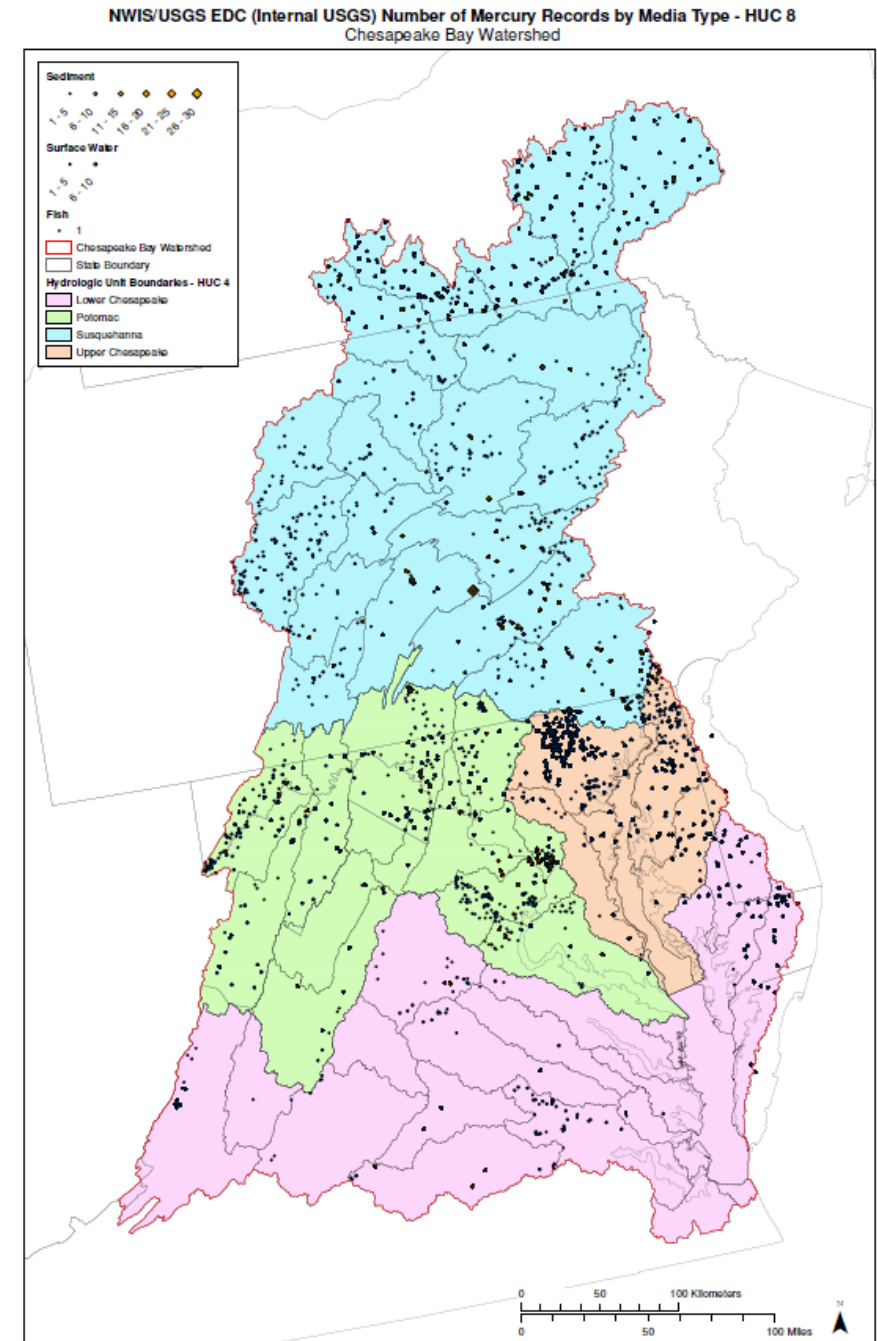 NWIS/USGS EDC (Internal USGS) Number of Mercury Records by Media Type - HUC 8
Chesapeake Bay Watershed
Sediment
1 - 5
6 - 10
11 - 15
16 - 20
21 - 25
26 - 30
Surface Water
1 - 5
6 - 10
Fish
1
Chesapeake Bay Watershed
State Boundary
Hydrologic Unit Boundaries - HUC 4
Lower Chesapeake
Potomac
Susquehanna
Upper Chesapeake
0 50 100 Kilometers
0 50 100 Miles
N